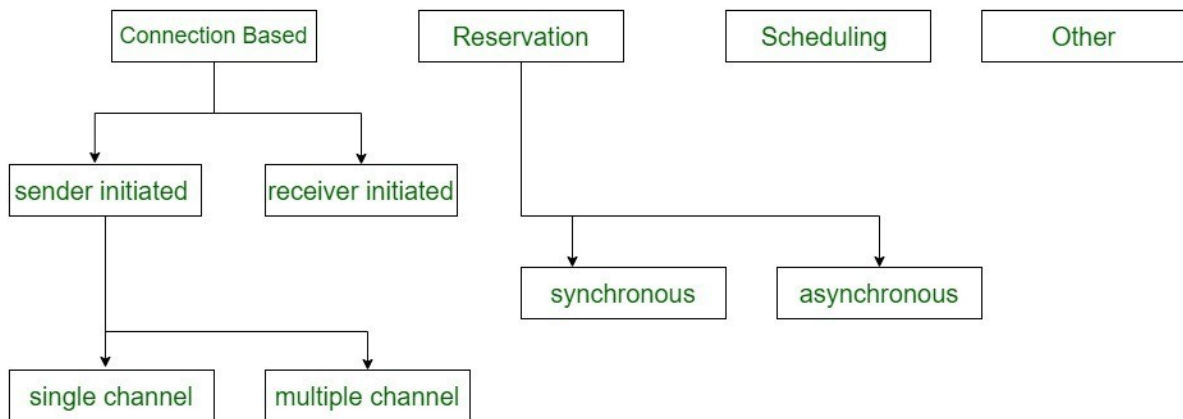 Connection Based
Reservation
Scheduling
Other
sender initiated
receiver initiated
synchronous
asynchronous
single channel
multiple channel